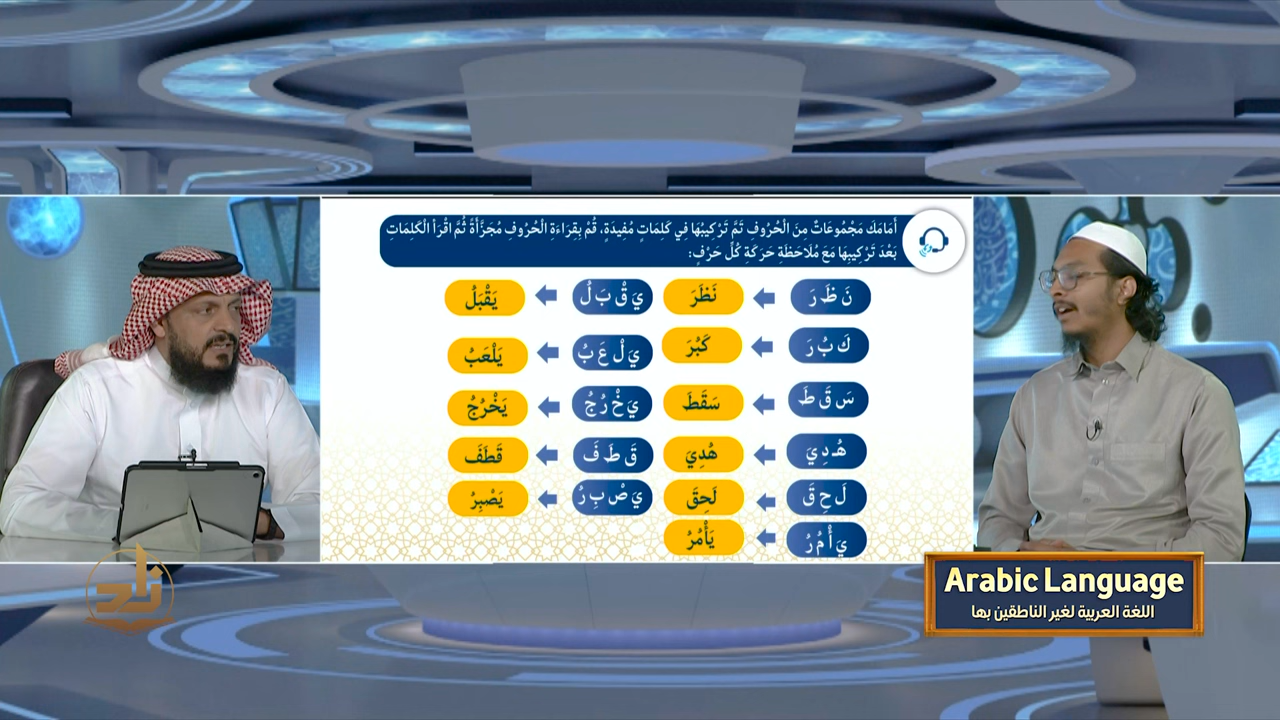 أَمَامَكَ مَجْمُوعَاتٌ مِنَ الْحُرُوفِ تَمَّ تَرْكِيبُهَا فِي كَلِمَاتٍ مُفِيدَةٍ، قُمْ بِقِرَاءَةِ الْحُرُوفِ مُجَزَّأَةً ثُمَّ اقْرَأْ الْكَلِمَاتِ
بَعْدَ تَرْكِيبِهَا مَعَ مُلَاحَظَةِ حَرَكَةِ كُلِّ حَرْفٍ:
نَ ظَ رَ نَظَرَ يَ قْ بَ لُ يَقْبَلُ
كَ بُ رَ كَبُرَ يَ لْ عَ بُ يَلْعَبُ
سَ قَ طَ سَقَطَ يَ خْ رُ جُ يَخْرُجُ
هُـ دِيَ هُدِيَ قَ طَ فَ قَطَفَ
لَ حِ قَ لَحِقَ يَ صْ بِ رُ يَصْبِرُ
يَ أْ مُ رُ يَأْمُرُ
زاد
Arabic Language
اللغة العربية لغير الناطقين بها